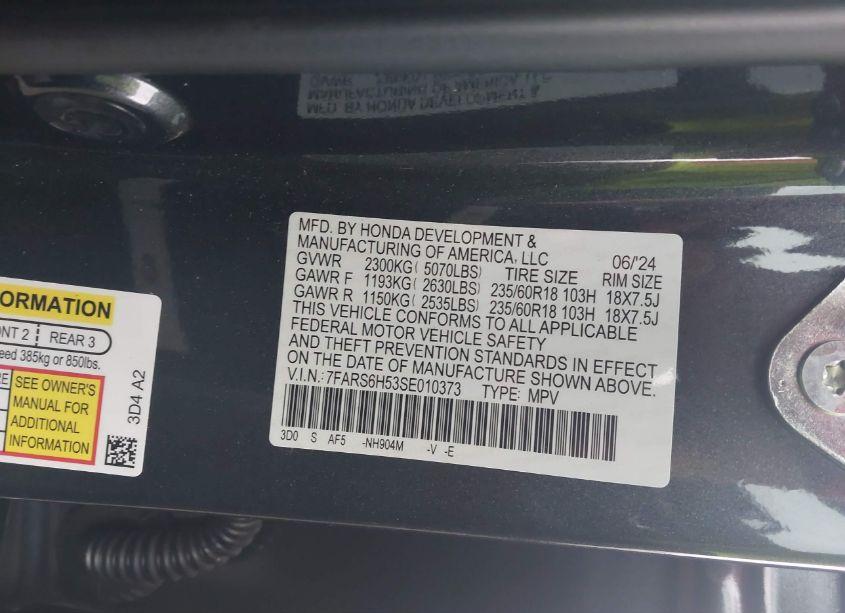 MFD. BY HONDA DEVELOPMENT &
MANUFACTURING OF AMERICA, LLC 06/'24
GVWR 2300KG ( 5070LBS) TIRE SIZE RIM SIZE
GAWR F 1193KG ( 2630LBS) 235/60R18 103H 18X7.5J
GAWR R 1150KG ( 2535LBS) 235/60R18 103H 18X7.5J
THIS VEHICLE CONFORMS TO ALL APPLICABLE
FEDERAL MOTOR VEHICLE SAFETY
AND THEFT PREVENTION STANDARDS IN EFFECT
ON THE DATE OF MANUFACTURE SHOWN ABOVE.
V.I.N.:7FARS6H53SE010373 TYPE: MPV
3D0 S AF5 -NH904M -V -E
REAR 3
385kg or 850lbs.
SEE OWNER'S
MANUAL FOR
ADDITIONAL
INFORMATION
3D4 A2